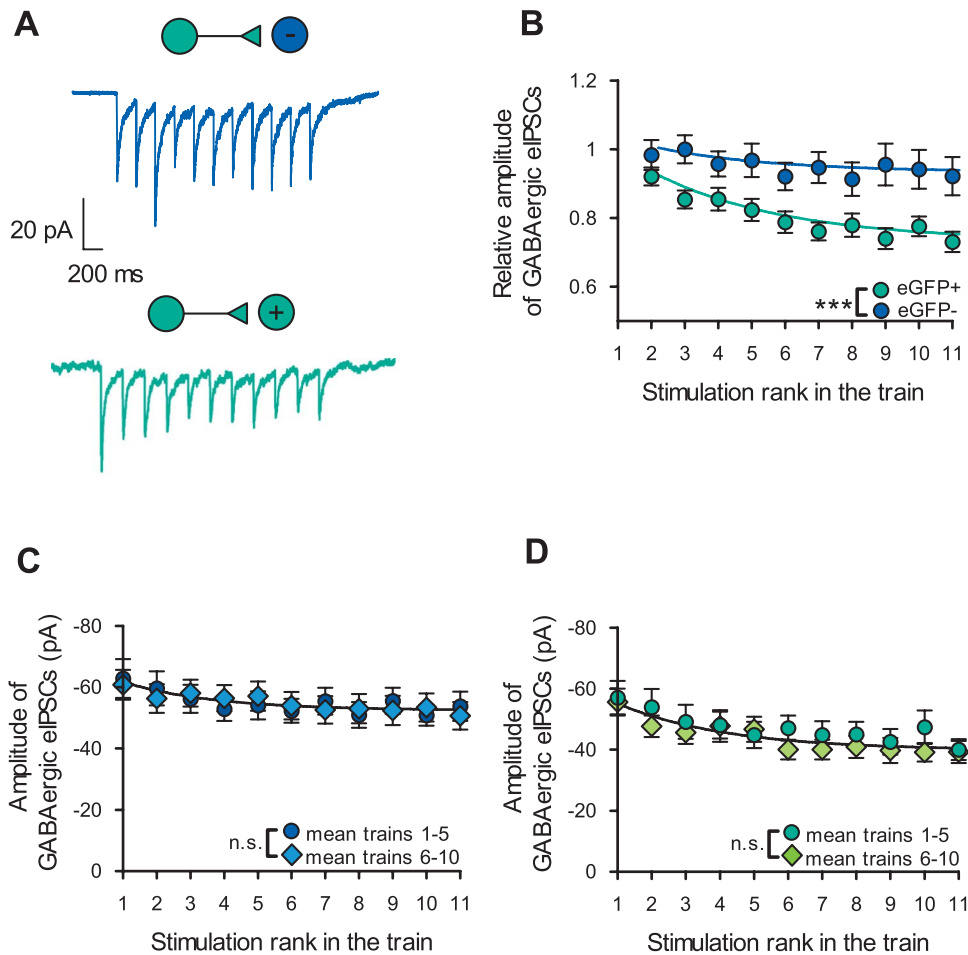 A
-
20 pA
200 ms
+
B
Relative amplitude
of GABAergic eIPSCs
1.2
1
0.8
0.6
eGFP+
***
eGFP-
1 2 3 4 5 6 7 8 9 10 11
Stimulation rank in the train
C
Amplitude of
GABAergic eIPSCs (pA)
-80
-60
-40
-20
0
n.s.
mean trains 1-5
mean trains 6-10
1 2 3 4 5 6 7 8 9 10 11
Stimulation rank in the train
D
Amplitude of
GABAergic eIPSCs (pA)
-80
-60
-40
-20
0
n.s.
mean trains 1-5
mean trains 6-10
1 2 3 4 5 6 7 8 9 10 11
Stimulation rank in the train